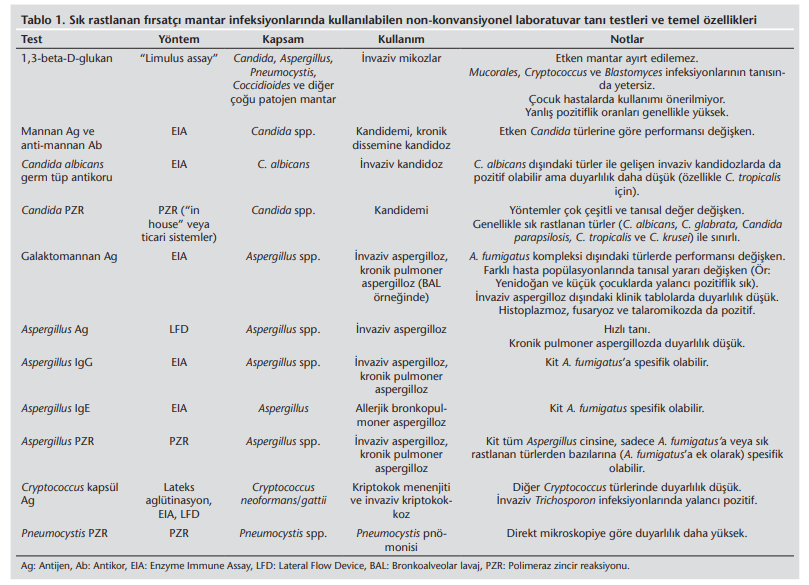 Tablo 1. Sık rastlanan fırsatçı mantar infeksiyonlarında kullanılabilen non-konvansiyonel laboratuvar tanı testleri ve temel özellikleri
Test Yöntem Kapsam Kullanım Notlar
1,3-beta-D-glukan "Limulus assay" Candida, Aspergillus, İnvaziv mikozlar Etken mantar ayırt edilemez.
Pneumocystis, Mucorales, Cryptococcus ve Blastomyces infeksiyonlarının tanısın-
Coccidioides ve diğer da yetersiz.
çoğu patojen mantar Çocuk hastalarda kullanımı önerilmiyor.
Yanlış pozitiflik oranları genellikle yüksek.
Mannan Ag ve EIA Candida spp. Kandidemi, kronik Etken Candida türlerine göre performansı değişken.
anti-mannan Ab dissemine kandidoz
Candida albicans EIA C. albicans İnvaziv kandidoz C. albicans dışındaki türler ile gelişen invaziv kandidozlarda da
germ tüp antikoru pozitif olabilir ama duyarlılık daha düşük (özellikle C. tropicalis
için).
Candida PZR PZR ("in Candida spp. Kandidemi Yöntemler çok çeşitli ve tanısal değer değişken.
house" veya Genellikle sık rastlanan türler (C. albicans, C. glabrata, Candida
ticari sistemler) parapsilosis, C. tropicalis ve C. krusei) ile sınırlı.
Galaktomannan Ag EIA Aspergillus spp. İnvaziv aspergilloz, A. fumigatus kompleksi dışındaki türlerde performansı değişken.
kronik pulmoner Farklı hasta popülasyonlarında tanısal yararı değişken (Ör:
aspergilloz (BAL Yenidoğan ve küçük çocuklarda yalancı pozitiflik sık).
örneğinde) İnvaziv aspergilloz dışındaki klinik tablolarda duyarlılık düşük.
Histoplazmoz, fusaryoz ve talaromikozda da pozitif.
Aspergillus Ag LFD Aspergillus spp. İnvaziv aspergilloz Hızlı tanı.
Kronik pulmoner aspergillozda duyarlılık düşük.
Aspergillus IgG EIA Aspergillus spp. İnvaziv aspergilloz, Kit A. fumigatus'a spesifik olabilir.
kronik pulmoner
aspergilloz
Aspergillus IgE EIA Aspergillus Allerjik bronkopul- Kit A. fumigatus spesifik olabilir.
moner aspergilloz
Aspergillus PZR PZR Aspergillus spp. İnvaziv aspergilloz, Kit tüm Aspergillus cinsine, sadece A. fumigatus'a veya sık
kronik pulmoner rastlanan türlerden bazılarına (A. fumigatus'a ek olarak) spesifik
aspergilloz olabilir.
Cryptococcus kapsül Lateks Cryptococcus Kriptokok menenjiti Diğer Cryptococcus türlerinde duyarlılık düşük.
Ag aglütinasyon, neoformans/gattii ve invaziv kriptokok- İnvaziv Trichosporon infeksiyonlarında yalancı pozitif.
EIA, LFD koz
Pneumocystis PZR PZR Pneumocystis spp. Pneumocystis pnö- Direkt mikroskopiye göre duyarlılık daha yüksek.
monisi
Ag: Antijen, Ab: Antikor, EIA: Enzyme Immune Assay, LFD: Lateral Flow Device, BAL: Bronkoalveolar lavaj, PZR: Polimeraz zincir reaksiyonu.